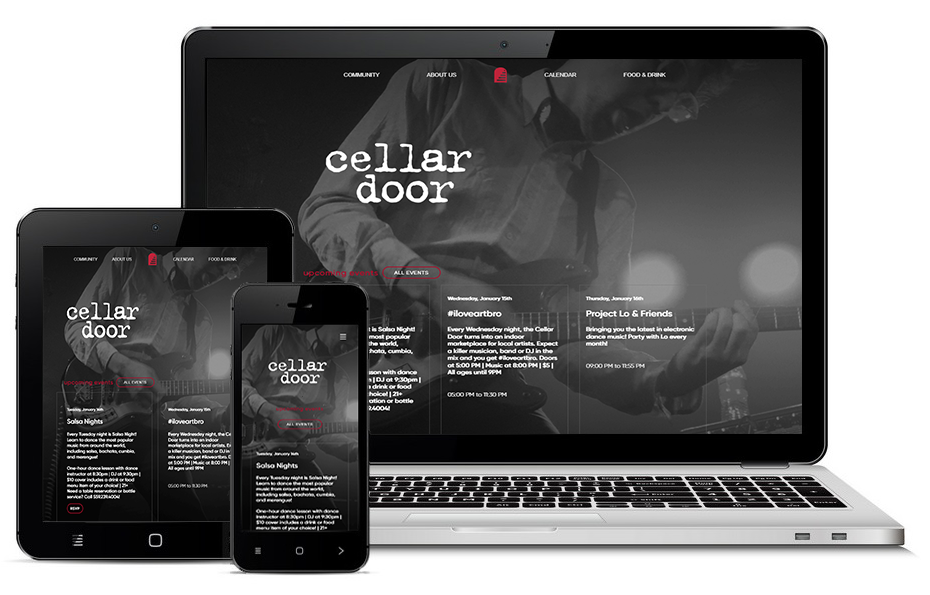 COMMUNITY ABOUT US CALENDAR FOOD & DRINK
cellar
door
upcoming events ALL EVENTS
t is Salsa Night!
most popular
the world,
bachata, cumbia,
esson with dance
| DJ at 9:30pm |
a drink or food
choice! | 21+
ervation or bottle
Wednesday, January 15th
#iloveartbro
Every Wednesday night, the Cellar
Door turns into an indoor
marketplace for local artists. Expect
a killer musician, band or DJ in the
mix and you get #iloveartbro. Doors
at 5:00 PM | Music at 8:00 PM | $5 |
All ages until 9PM
05:00 PM to 11:30 PM
Thursday, January 16th
Project Lo & Friends
Bringing you the latest in electronic
dance music! Party with Lo every
month!
09:00 PM to 11:55 PM
COMMUNITY ABOUT US CALENDAR FOOD & DRINK
cellar
door
ALL EVENTS
Tuesday, January 14th
Salsa Nights
Every Tuesday night is Salsa Night!
Learn to dance the most popular
music from around the world,
including salsa, bachata, cumbia,
and merengue!
One-hour dance lesson with dance
instructor at 8:30pm | DJ at 9:30pm |
$10 cover includes a drink or food
menu item of your choice! | 21+
Need a table reservation or bottle
service? Call 5592314004!
RSVP
Wednesday, January 15th
#iloveartbro
Every Wednesday night, the Ce
Door turns into an indoor
marketplace for local artists. E
a killer musician, band or DJ in
mix and you get #iloveartbro. D
at 5:00 PM | Music at 8:00 PM |
All ages until 9PM
05:00 PM to 11:30 PM
cellar
door
ALL EVENTS
Tuesday, January 14th
Salsa Nights
Every Tuesday night is Salsa Night!
Learn to dance the most popular
music from around the world,
including salsa, bachata, cumbia,
and merengue!
One-hour dance lesson with dance
instructor at 8:30pm | DJ at 9:30pm |
$10 cover includes a drink or food
menu item of your choice! | 21+